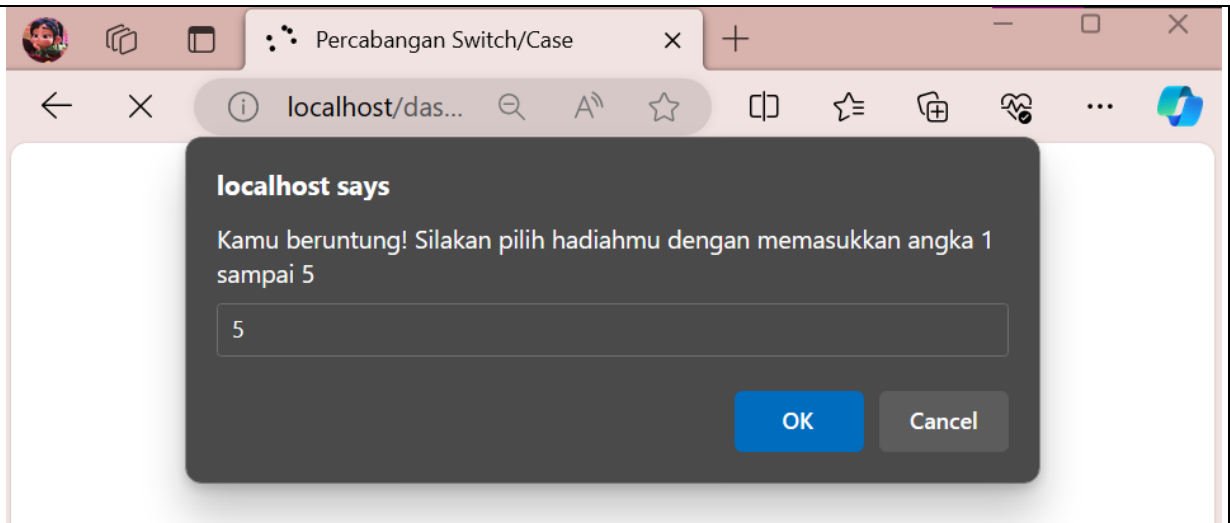 Percabangan Switch/Case
localhost/das...
localhost says
Kamu beruntung! Silakan pilih hadiahmu dengan memasukkan angka 1
sampai 5
5
OK
Cancel